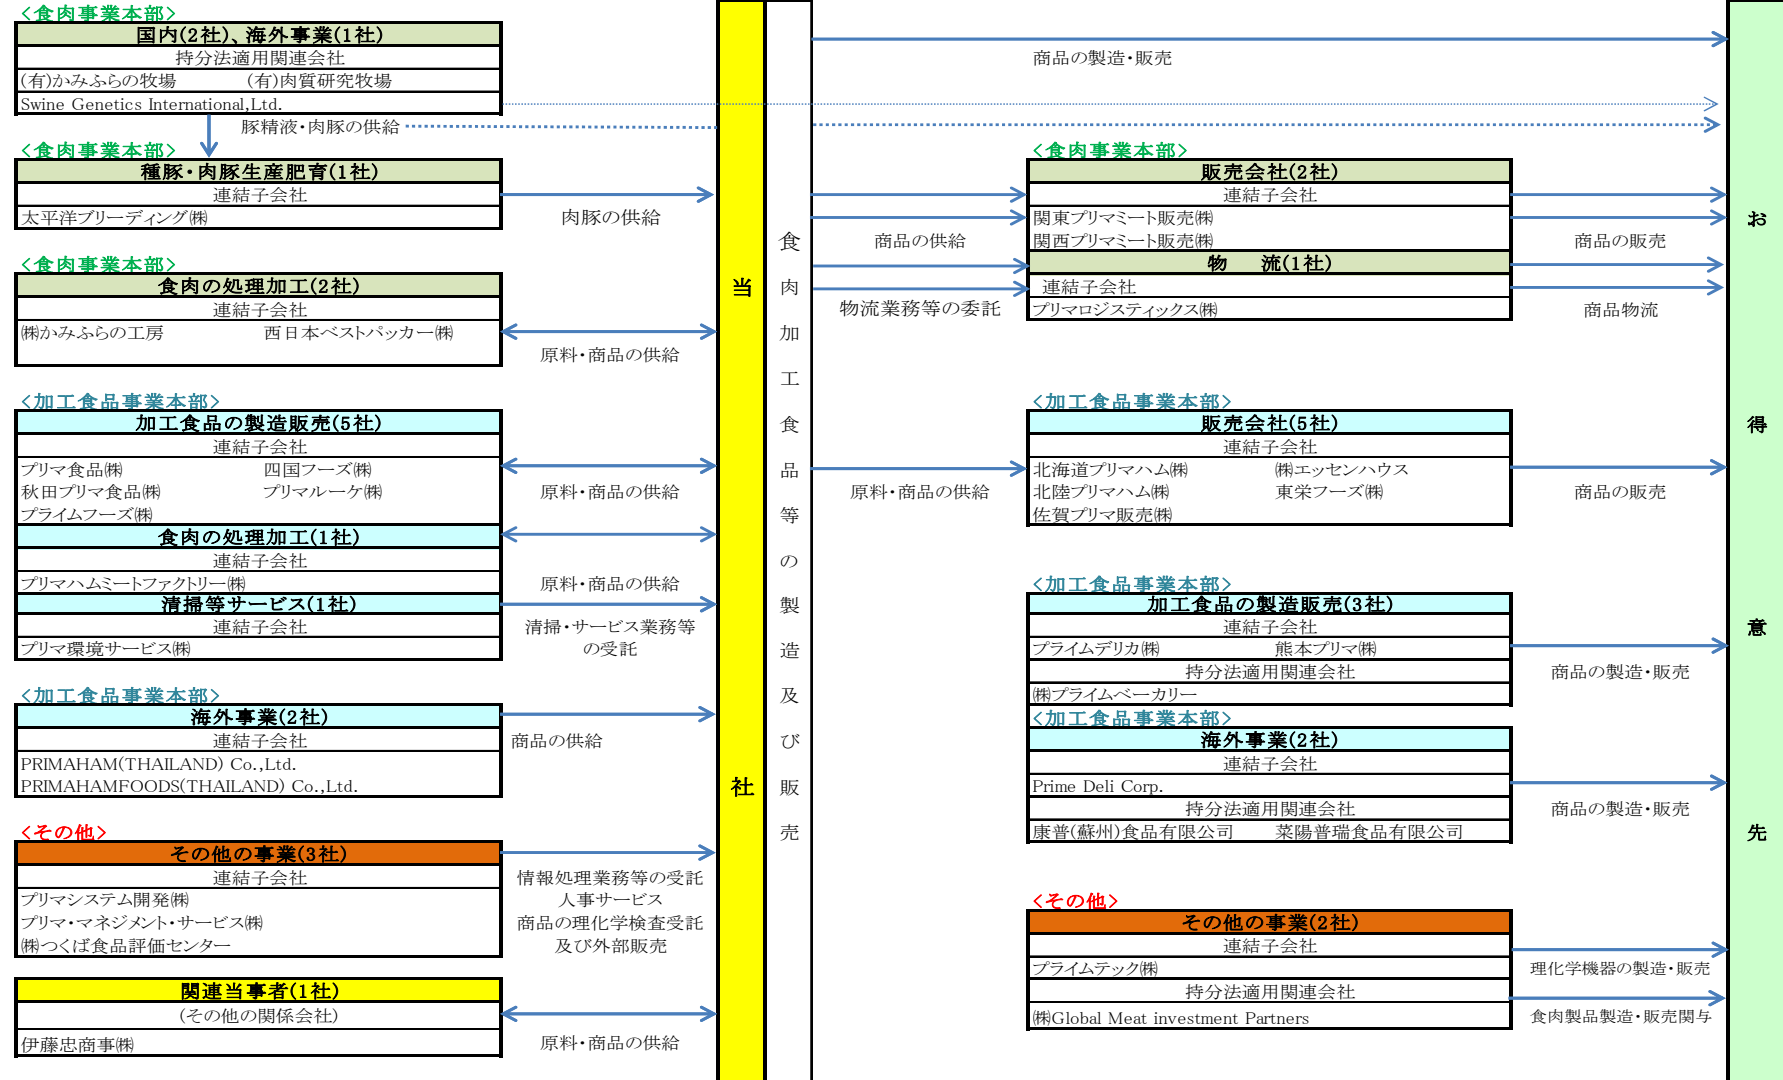 <食肉事業本部>
国内(2社)、海外事業(1社)
持分法適用関連会社
(有)かみふらの牧場 (有)肉質研究牧場
Swine Genetics International,Ltd.
豚精液・肉豚の供給
<食肉事業本部>
種豚・肉豚生産肥育(1社)
連結子会社
太平洋ブリーディング㈱
肉豚の供給
<食肉事業本部>
食肉の処理加工(2社)
連結子会社
㈱かみふらの工房 西日本ベストパッカー㈱
原料・商品の供給
<加工食品事業本部>
加工食品の製造販売(5社)
連結子会社
プリマ食品㈱ 四国フーズ㈱
秋田プリマ食品㈱ プリマルーケ㈱
プライムフーズ㈱
原料・商品の供給
食肉の処理加工(1社)
連結子会社
プリマハムミートファクトリー㈱
原料・商品の供給
清掃等サービス(1社)
連結子会社
プリマ環境サービス㈱
清掃・サービス業務等
の受託
<加工食品事業本部>
海外事業(2社)
連結子会社
PRIMAHAM(THAILAND) Co.,Ltd.
PRIMAHAMFOODS(THAILAND) Co.,Ltd.
商品の供給
<その他>
その他の事業(3社)
連結子会社
プリマシステム開発㈱
プリマ・マネジメント・サービス㈱
㈱つくば食品評価センター
情報処理業務等の受託
人事サービス
商品の理化学検査受託
及び外部販売
関連当事者(1社)
(その他の関係会社)
伊藤忠商事㈱
原料・商品の供給
当社
食肉加工食品等の製造及び販売
商品の製造・販売
商品の供給
物流業務等の委託
<食肉事業本部>
販売会社(2社)
連結子会社
関東プリマミート販売㈱
関西プリマミート販売㈱
商品の販売
物 流(1社)
連結子会社
プリマロジスティックス㈱
商品物流
原料・商品の供給
<加工食品事業本部>
販売会社(5社)
連結子会社
北海道プリマハム㈱ ㈱エッセンハウス
北陸プリマハム㈱ 東栄フーズ㈱
佐賀プリマ販売㈱
商品の販売
<加工食品事業本部>
加工食品の製造販売(3社)
連結子会社
プライムデリカ㈱ 熊本プリマ㈱
持分法適用関連会社
㈱プライムベーカリー
商品の製造・販売
<加工食品事業本部>
海外事業(2社)
連結子会社
Prime Deli Corp.
持分法適用関連会社
康普(蘇州)食品有限公司 菜陽普瑞食品有限公司
商品の製造・販売
<その他>
その他の事業(2社)
連結子会社
プライムテック㈱
理化学機器の製造・販売
持分法適用関連会社
㈱Global Meat investment Partners
食肉製品製造・販売関与
お得意先